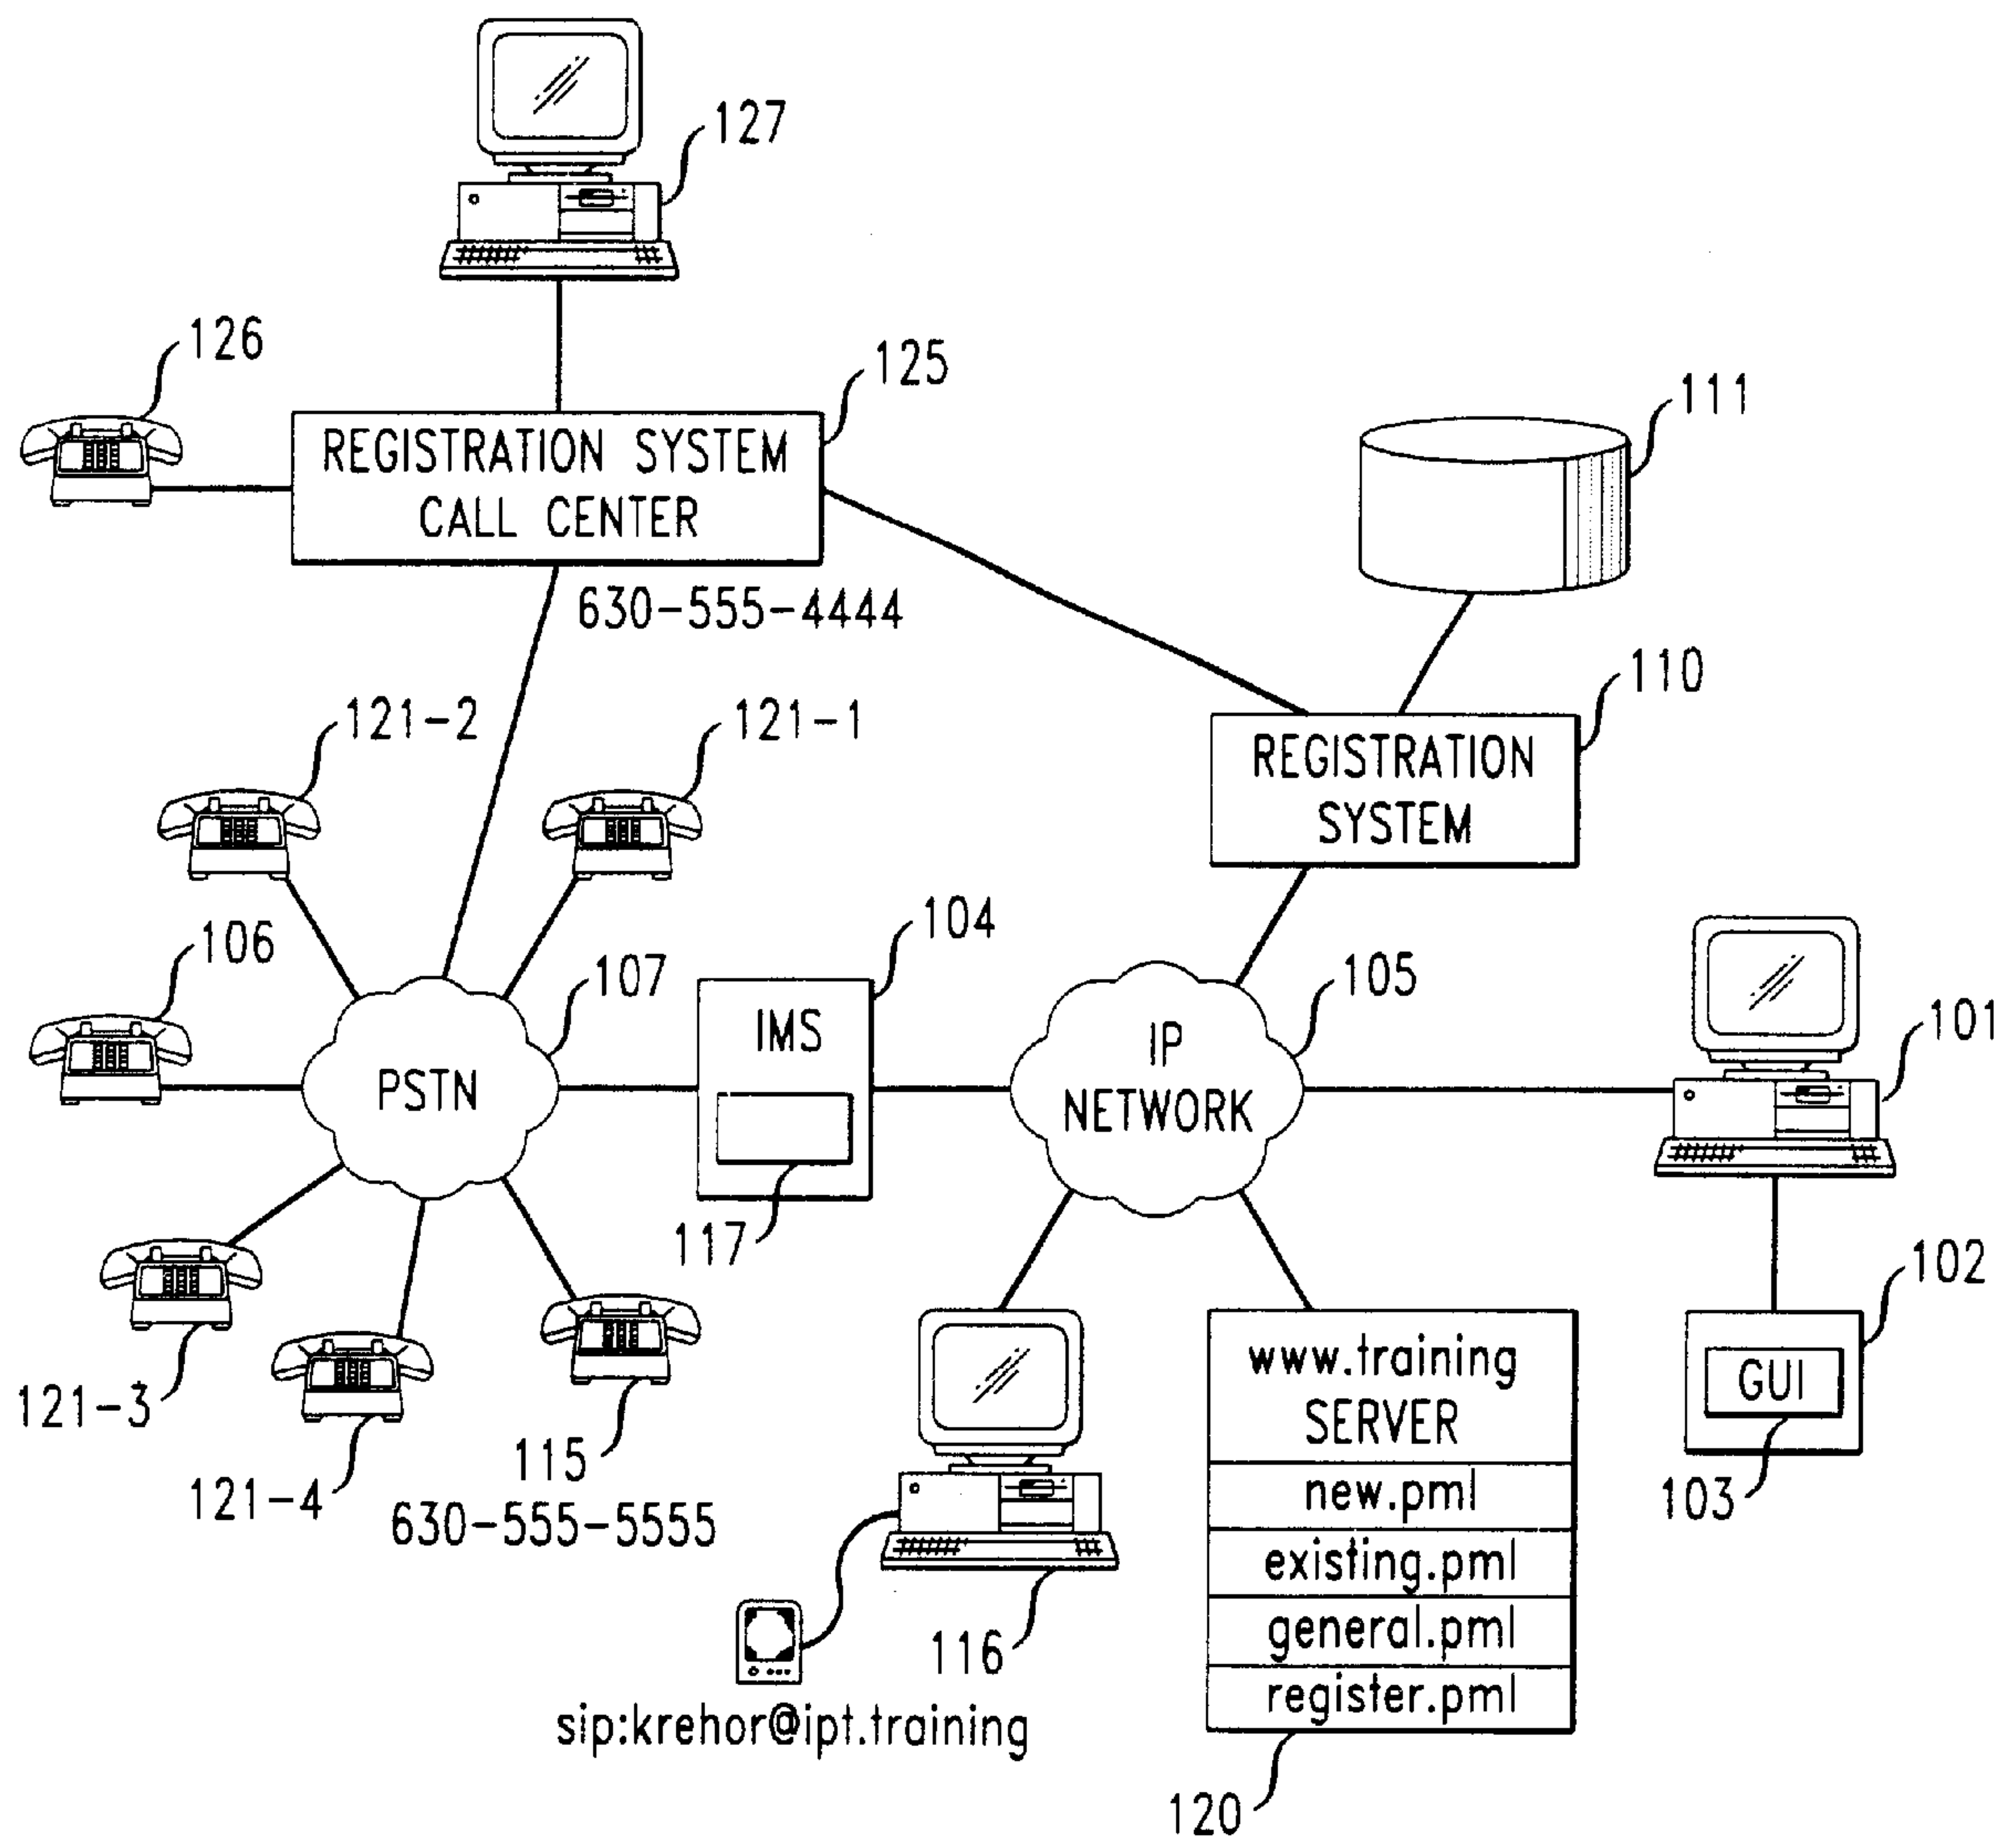 127
126
125
REGISTRATION SYSTEM
CALL CENTER
111
630-555-4444
110
REGISTRATION
SYSTEM
121-2
121-1
106
107
104
105
IMS
IP
NETWORK
101
PSTN
117
102
GUI
103
www.training
SERVER
new.pml
existing.pml
general.pml
register.pml
121-3
121-4
115
630-555-5555
116
sip:krehor@ipt.training
120